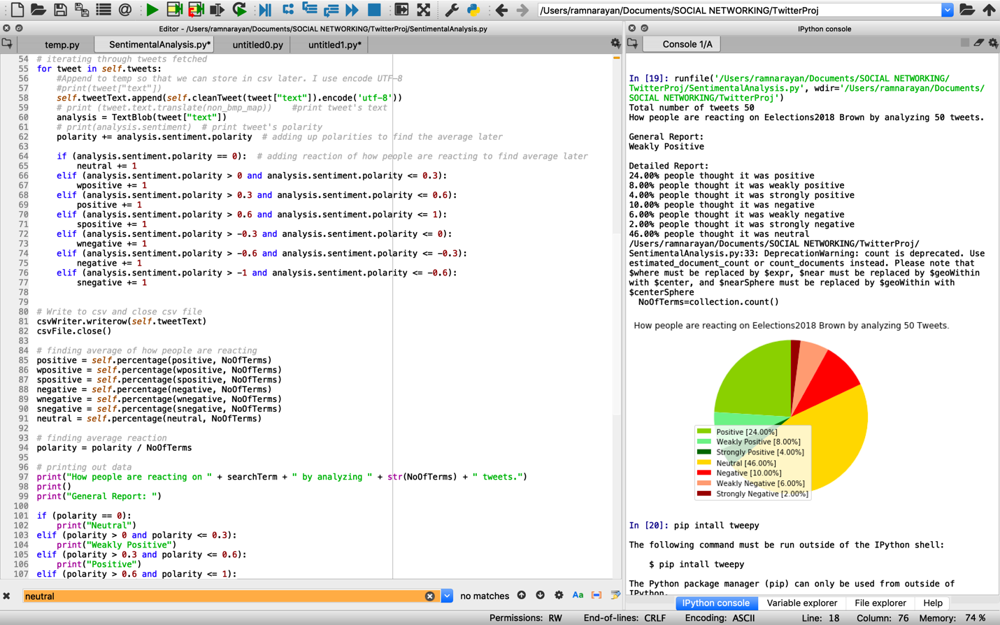 /Users/ramnarayan/Documents/SOCIAL NETWORKING/TwitterProj
Editor - /Users/ramnarayan/Documents/SOCIAL NETWORKING/TwitterProj/SentimentalAnalysis.py
temp.py SentimentalAnalysis.py* untitled0.py untitled1.py*
54 # iterating through tweets fetched
55 for tweet in self.tweets:
56 #Append to temp so that we can store in csv later. I use encode UTF-8
57 #print(tweet["text"])
58 self.tweetText.append(self.cleanTweet(tweet["text"]).encode('utf-8'))
59 # print (tweet.text.translate(non_bmp_map)) #print tweet's text
60 analysis = TextBlob(tweet["text"])
61 # print(analysis.sentiment) # print tweet's polarity
62 polarity += analysis.sentiment.polarity # adding up polarities to find the average later
63
64 if (analysis.sentiment.polarity == 0): # adding reaction of how people are reacting to find average later
65 neutral += 1
66 elif (analysis.sentiment.polarity > 0 and analysis.sentiment.polarity <= 0.3):
67 wpositive += 1
68 elif (analysis.sentiment.polarity > 0.3 and analysis.sentiment.polarity <= 0.6):
69 positive += 1
70 elif (analysis.sentiment.polarity > 0.6 and analysis.sentiment.polarity <= 1):
71 spositive += 1
72 elif (analysis.sentiment.polarity > -0.3 and analysis.sentiment.polarity <= 0):
73 wnegative += 1
74 elif (analysis.sentiment.polarity > -0.6 and analysis.sentiment.polarity <= -0.3):
75 negative += 1
76 elif (analysis.sentiment.polarity > -1 and analysis.sentiment.polarity <= -0.6):
77 snegative += 1
78
79
80 # Write to csv and close csv file
81 csvWriter.writerow(self.tweetText)
82 csvFile.close()
83
84 # finding average of how people are reacting
85 positive = self.percentage(positive, NoOfTerms)
86 wpositive = self.percentage(wpositive, NoOfTerms)
87 spositive = self.percentage(spositive, NoOfTerms)
88 negative = self.percentage(negative, NoOfTerms)
89 wnegative = self.percentage(wnegative, NoOfTerms)
90 snegative = self.percentage(snegative, NoOfTerms)
91 neutral = self.percentage(neutral, NoOfTerms)
92
93 # finding average reaction
94 polarity = polarity / NoOfTerms
95
96 # printing out data
97 print("How people are reacting on " + searchTerm + " by analyzing " + str(NoOfTerms) + " tweets.")
98 print()
99 print("General Report: ")
100
101 if (polarity == 0):
102 print("Neutral")
103 elif (polarity > 0 and polarity <= 0.3):
104 print("Weakly Positive")
105 elif (polarity > 0.3 and polarity <= 0.6):
106 print("Positive")
107 elif (polarity > 0.6 and polarity <= 1):
neutral no matches Aa
IPython console
Console 1/A
In [19]: runfile('/Users/ramnarayan/Documents/SOCIAL NETWORKING/
TwitterProj/SentimentalAnalysis.py', wdir='/Users/ramnarayan/Documents/
SOCIAL NETWORKING/TwitterProj')
Total number of tweets 50
How people are reacting on Eelections2018 Brown by analyzing 50 tweets.
General Report:
Weakly Positive
Detailed Report:
24.00% people thought it was positive
8.00% people thought it was weakly positive
4.00% people thought it was strongly positive
10.00% people thought it was negative
6.00% people thought it was weakly negative
2.00% people thought it was strongly negative
46.00% people thought it was neutral
/Users/ramnarayan/Documents/SOCIAL NETWORKING/TwitterProj/
SentimentalAnalysis.py:33: DeprecationWarning: count is deprecated. Use
estimated_document_count or count_documents instead. Please note that
$where must be replaced by $expr, $near must be replaced by $geoWithin
with $center, and $nearSphere must be replaced by $geoWithin with
$centerSphere
NoOfTerms=collection.count()
How people are reacting on Eelections2018 Brown by analyzing 50 Tweets.
Positive [24.00%]
Weakly Positive [8.00%]
Strongly Positive [4.00%]
Neutral [46.00%]
Negative [10.00%]
Weakly Negative [6.00%]
Strongly Negative [2.00%]
In [20]: pip intall tweepy
The following command must be run outside of the IPython shell:
$ pip intall tweepy
The Python package manager (pip) can only be used from outside of
IPython.
IPython console Variable explorer File explorer Help
Permissions: RW End-of-lines: CRLF Encoding: ASCII Line: 18 Column: 76 Memory: 74 %